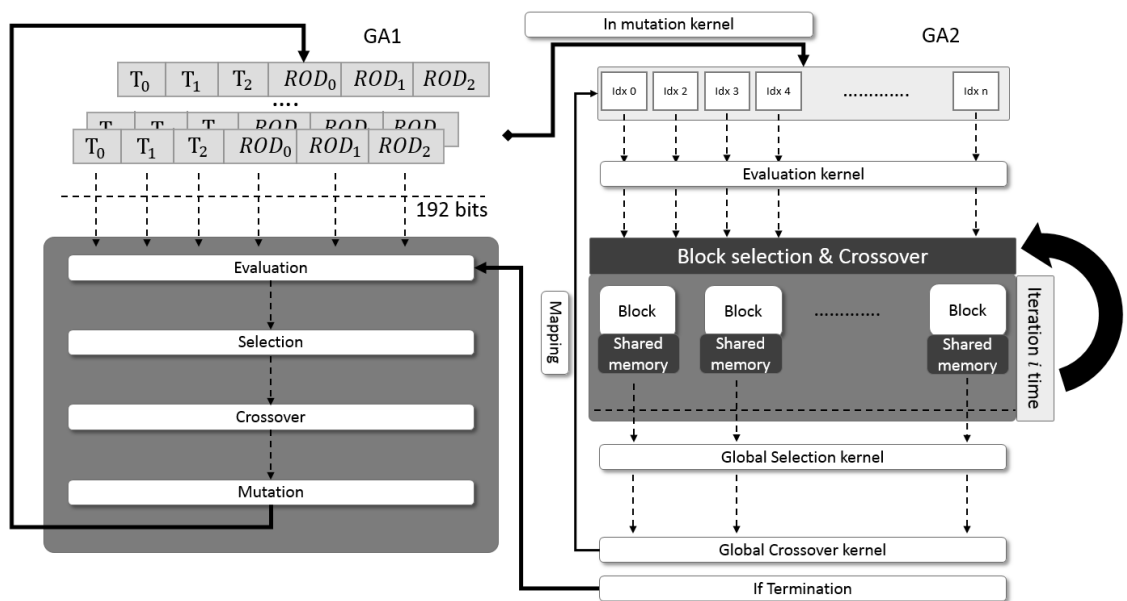 In mutation kernel
GA1
GA2
T0 T1 T2 ROD0 ROD1 ROD2
....
T T T ROD ROD ROD
T0 T1 T2 ROD0 ROD1 ROD2
192 bits
Evaluation
Selection
Crossover
Mutation
Idx 0 Idx 2 Idx 3 Idx 4 ............. Idx n
Evaluation kernel
Block selection & Crossover
Block Block ............. Block
Shared memory Shared memory Shared memory
Mapping
Iteration i time
Global Selection kernel
Global Crossover kernel
If Termination